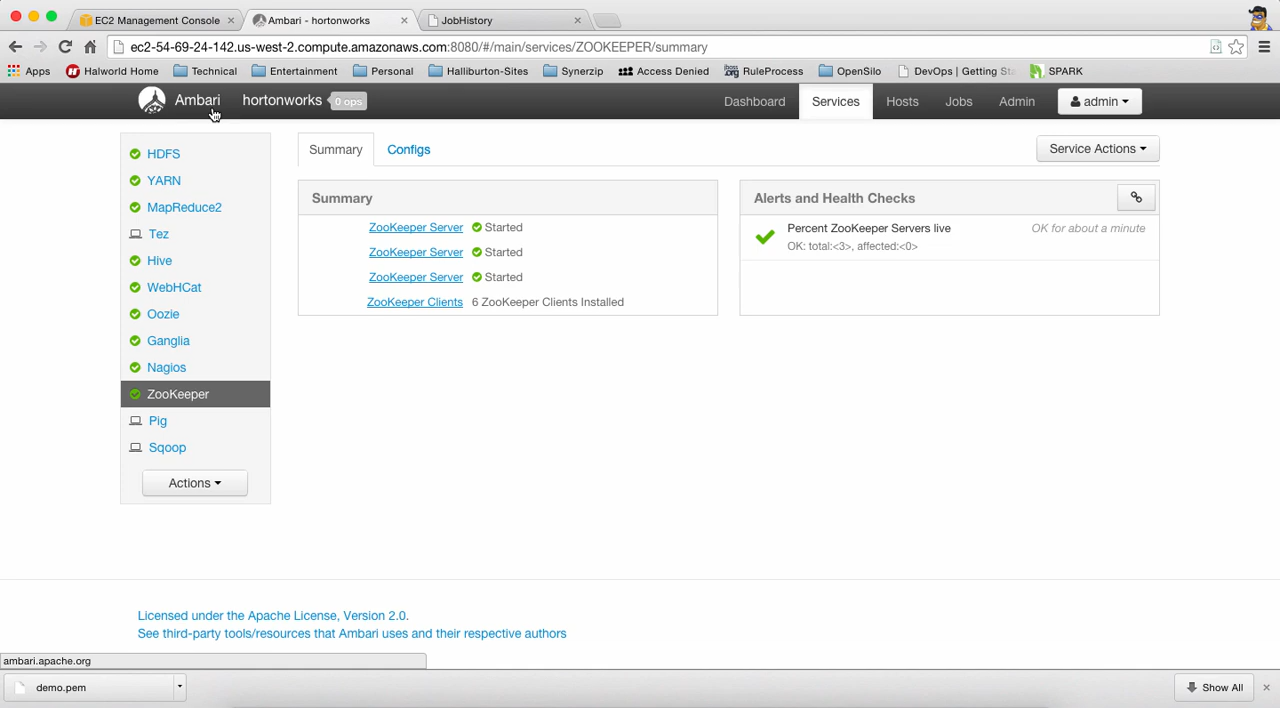 EC2 Management Console
Ambari - hortonworks
JobHistory
ec2-54-69-24-142.us-west-2.compute.amazonaws.com:8080/#/main/services/ZOOKEEPER/summary
Apps
Halworld Home
Technical
Entertainment
Personal
Halliburton-Sites
Synerzip
Access Denied
RuleProcess
OpenSilo
DevOps | Getting Sta
SPARK
Ambari
hortonworks
0 ops
Dashboard
Services
Hosts
Jobs
Admin
admin
HDFS
YARN
MapReduce2
Tez
Hive
WebHCat
Oozie
Ganglia
Nagios
ZooKeeper
Pig
Sqoop
Actions
Summary
Configs
Service Actions
Summary
ZooKeeper Server Started
ZooKeeper Server Started
ZooKeeper Server Started
ZooKeeper Clients 6 ZooKeeper Clients Installed
Alerts and Health Checks
Percent ZooKeeper Servers live OK for about a minute
OK: total:<3>, affected:<0>
Licensed under the Apache License, Version 2.0.
See third-party tools/resources that Ambari uses and their respective authors
ambari.apache.org
demo.pem
Show All